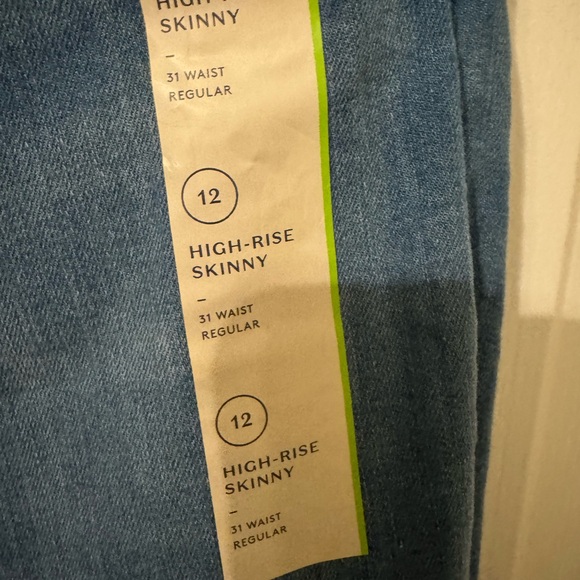 SKINNY
–
31 WAIST
REGULAR
12
HIGH-RISE
SKINNY
–
31 WAIST
REGULAR
12
HIGH-RISE
SKINNY
–
31 WAIST
REGULAR